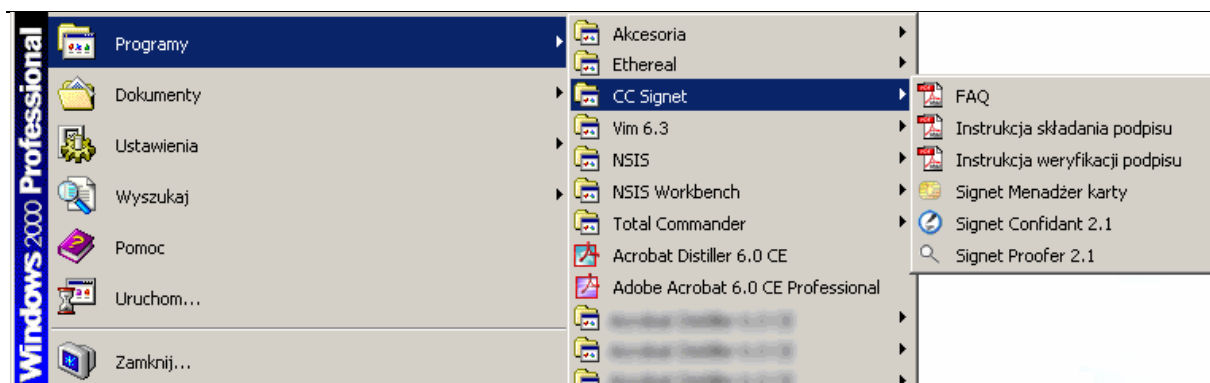 Windows 2000 Professional
Programy
Dokumenty
Ustawienia
Wyszukaj
Pomoc
Uruchom...
Zamknij...
Akcesoria
Ethereal
CC Signet
Vim 6.3
NSIS
NSIS Workbench
Total Commander
Acrobat Distiller 6.0 CE
Adobe Acrobat 6.0 CE Professional
FAQ
Instrukcja składania podpisu
Instrukcja weryfikacji podpisu
Signet Menadżer karty
Signet Confidant 2.1
Signet Proofer 2.1